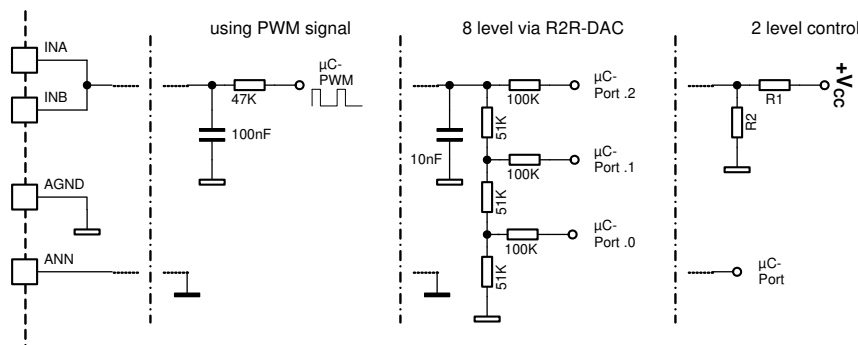 using PWM signal
8 level via R2R-DAC
2 level control
INA
INB
AGND
ANN
µC-
PWM
47K
100nF
µC-
Port .2
100K
51K
10nF
µC-
Port .1
100K
51K
µC-
Port .0
100K
51K
+VCC
R1
R2
µC-
Port